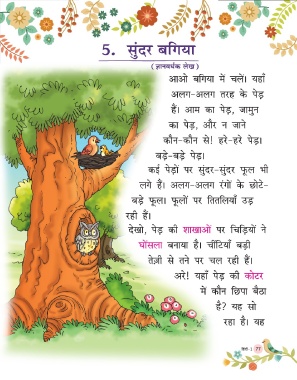 5. सुंदर बगिया
( ज्ञानवर्धक लेख )
आओ बगिया में चलें। यहाँ
अलग-अलग तरह के पेड़
हैं। आम का पेड़, जामुन
का पेड़, और न जाने
कौन-कौन से! हरे-हरे पेड़।
बड़े-बड़े पेड़।
कई पेड़ों पर सुंदर-सुंदर फूल भी
लगे हैं। अलग-अलग रंगों के छोटे-
बड़े फूल। फूलों पर तितलियाँ उड़
रही हैं।
देखो, पेड़ की शाखाओं पर चिड़ियों ने
घोंसला बनाया है। चींटियाँ बड़ी
तेज़ी से तने पर चल रही हैं।
अरे! यहाँ पेड़ की कोटर
में कौन छिपा बैठा
है? यह सो
रहा है। यह